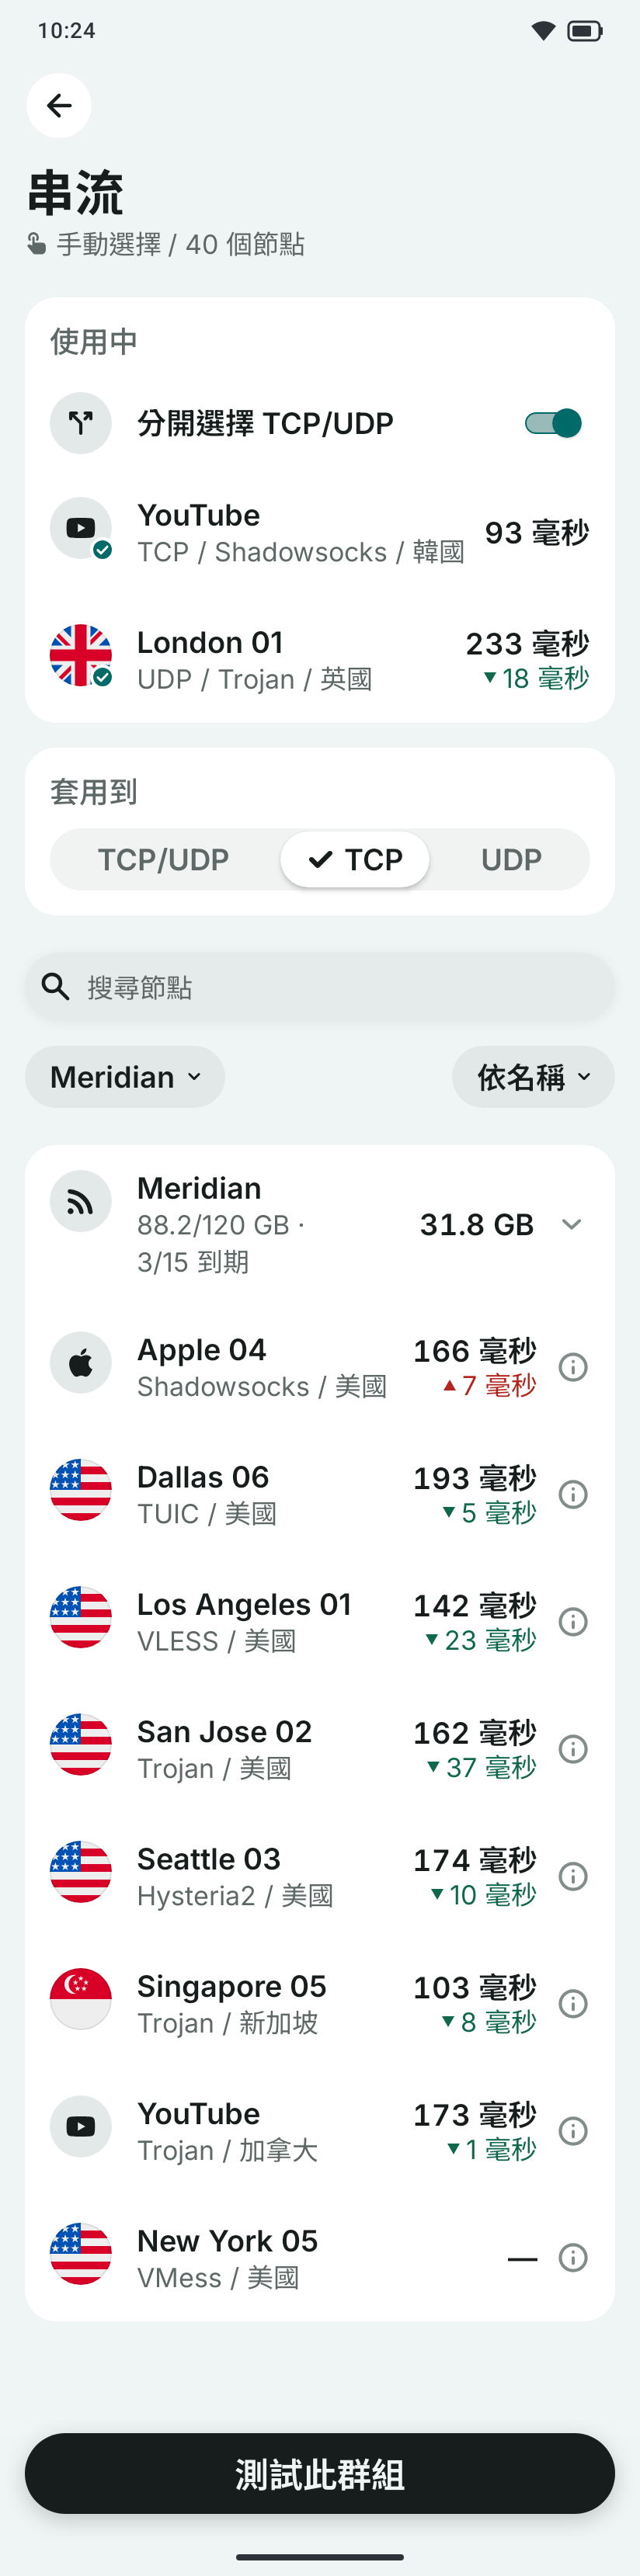 10:24
串流
手動選擇 / 40 個節點
使用中
分開選擇 TCP/UDP
YouTube
TCP / Shadowsocks / 韓國
93 毫秒
London 01
UDP / Trojan / 英國
233 毫秒
▼18 毫秒
套用到
TCP/UDP
TCP
UDP
搜尋節點
Meridian
依名稱
Meridian
88.2/120 GB ·
3/15 到期
31.8 GB
Apple 04
Shadowsocks / 美國
166 毫秒
▲7 毫秒
Dallas 06
TUIC / 美國
193 毫秒
▼5 毫秒
Los Angeles 01
VLESS / 美國
142 毫秒
▼23 毫秒
San Jose 02
Trojan / 美國
162 毫秒
▼37 毫秒
Seattle 03
Hysteria2 / 美國
174 毫秒
▼10 毫秒
Singapore 05
Trojan / 新加坡
103 毫秒
▼8 毫秒
YouTube
Trojan / 加拿大
173 毫秒
▼1 毫秒
New York 05
VMess / 美國
—
測試此群組